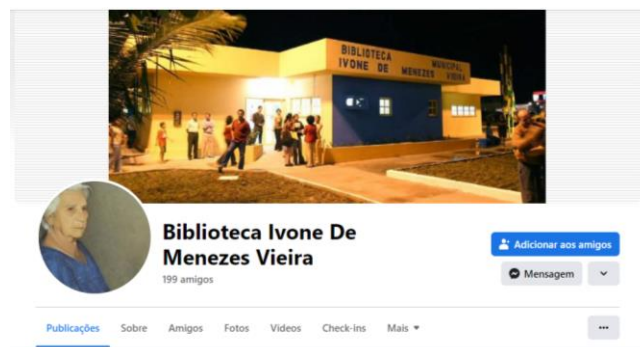 BIBLIOTECA MUNICIPAL
IVONE DE MENEZES VIEIRA
Biblioteca Ivone De
Menezes Vieira
199 amigos
Adicionar aos amigos
Mensagem
Publicações Sobre Amigos Fotos Vídeos Check-ins Mais